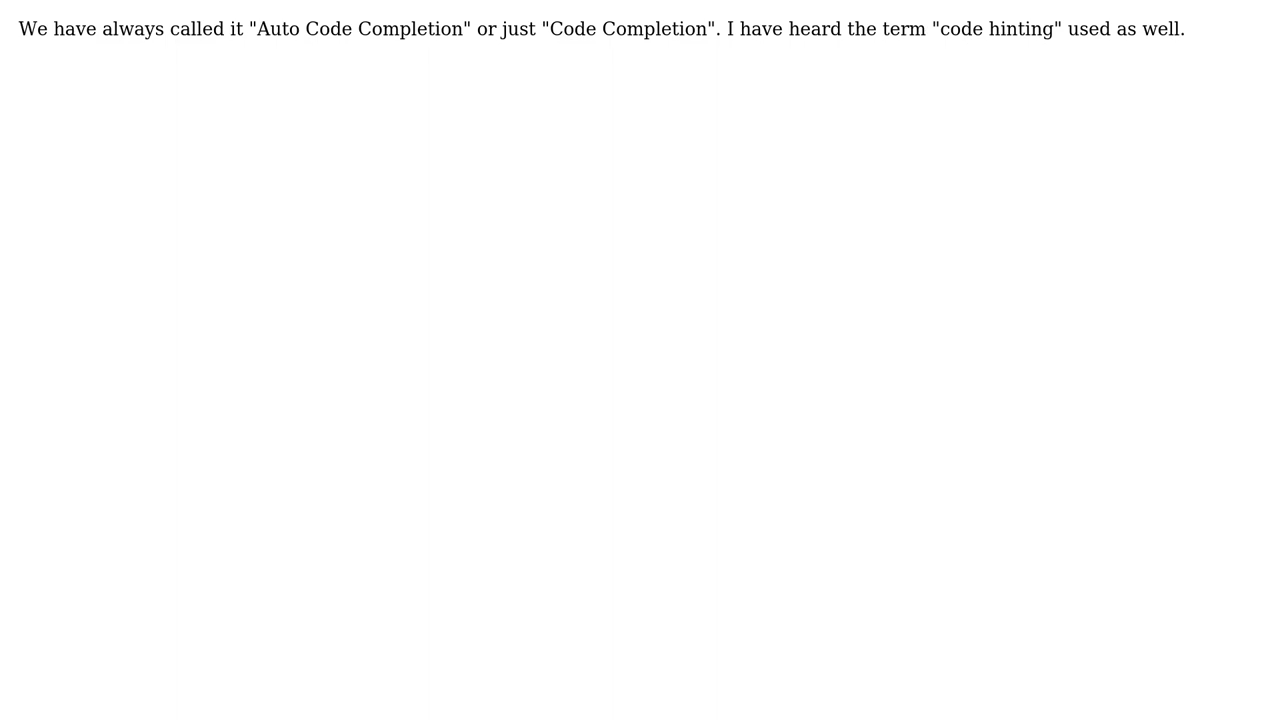 We have always called it "Auto Code Completion" or just "Code Completion". I have heard the term "code hinting" used as well.